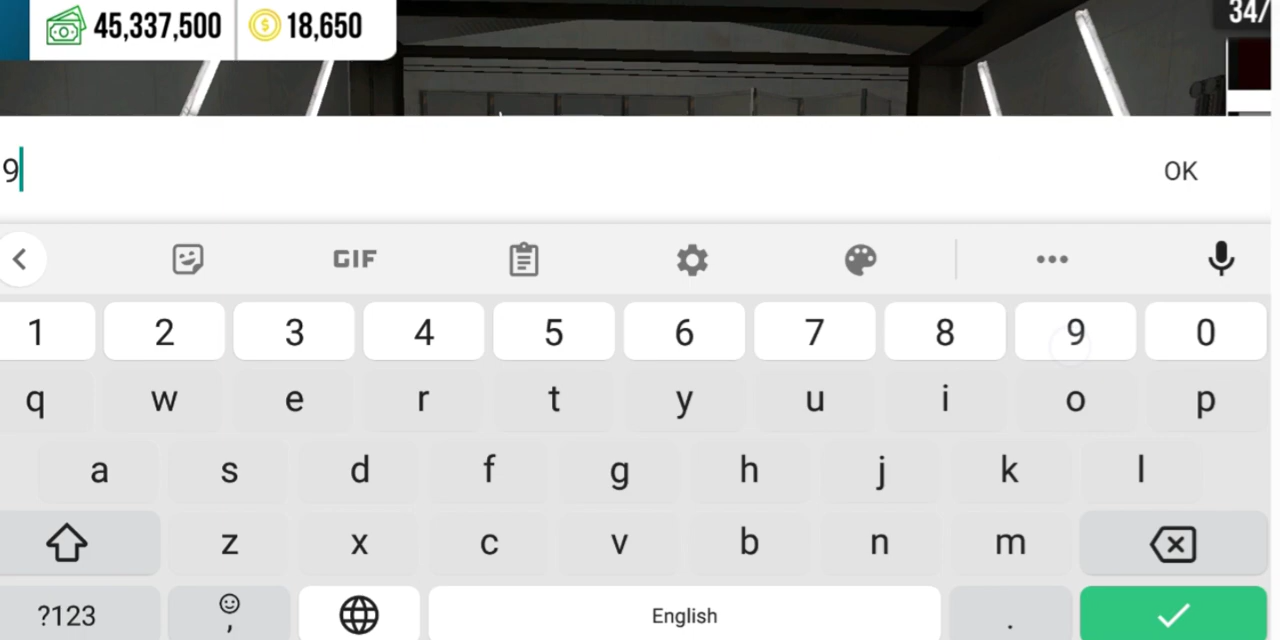 45,337,500 18,650
34/
9
OK
GIF
1 2 3 4 5 6 7 8 9 0
q w e r t y u i o p
a s d f g h j k l
z x c v b n m
?123 , English .